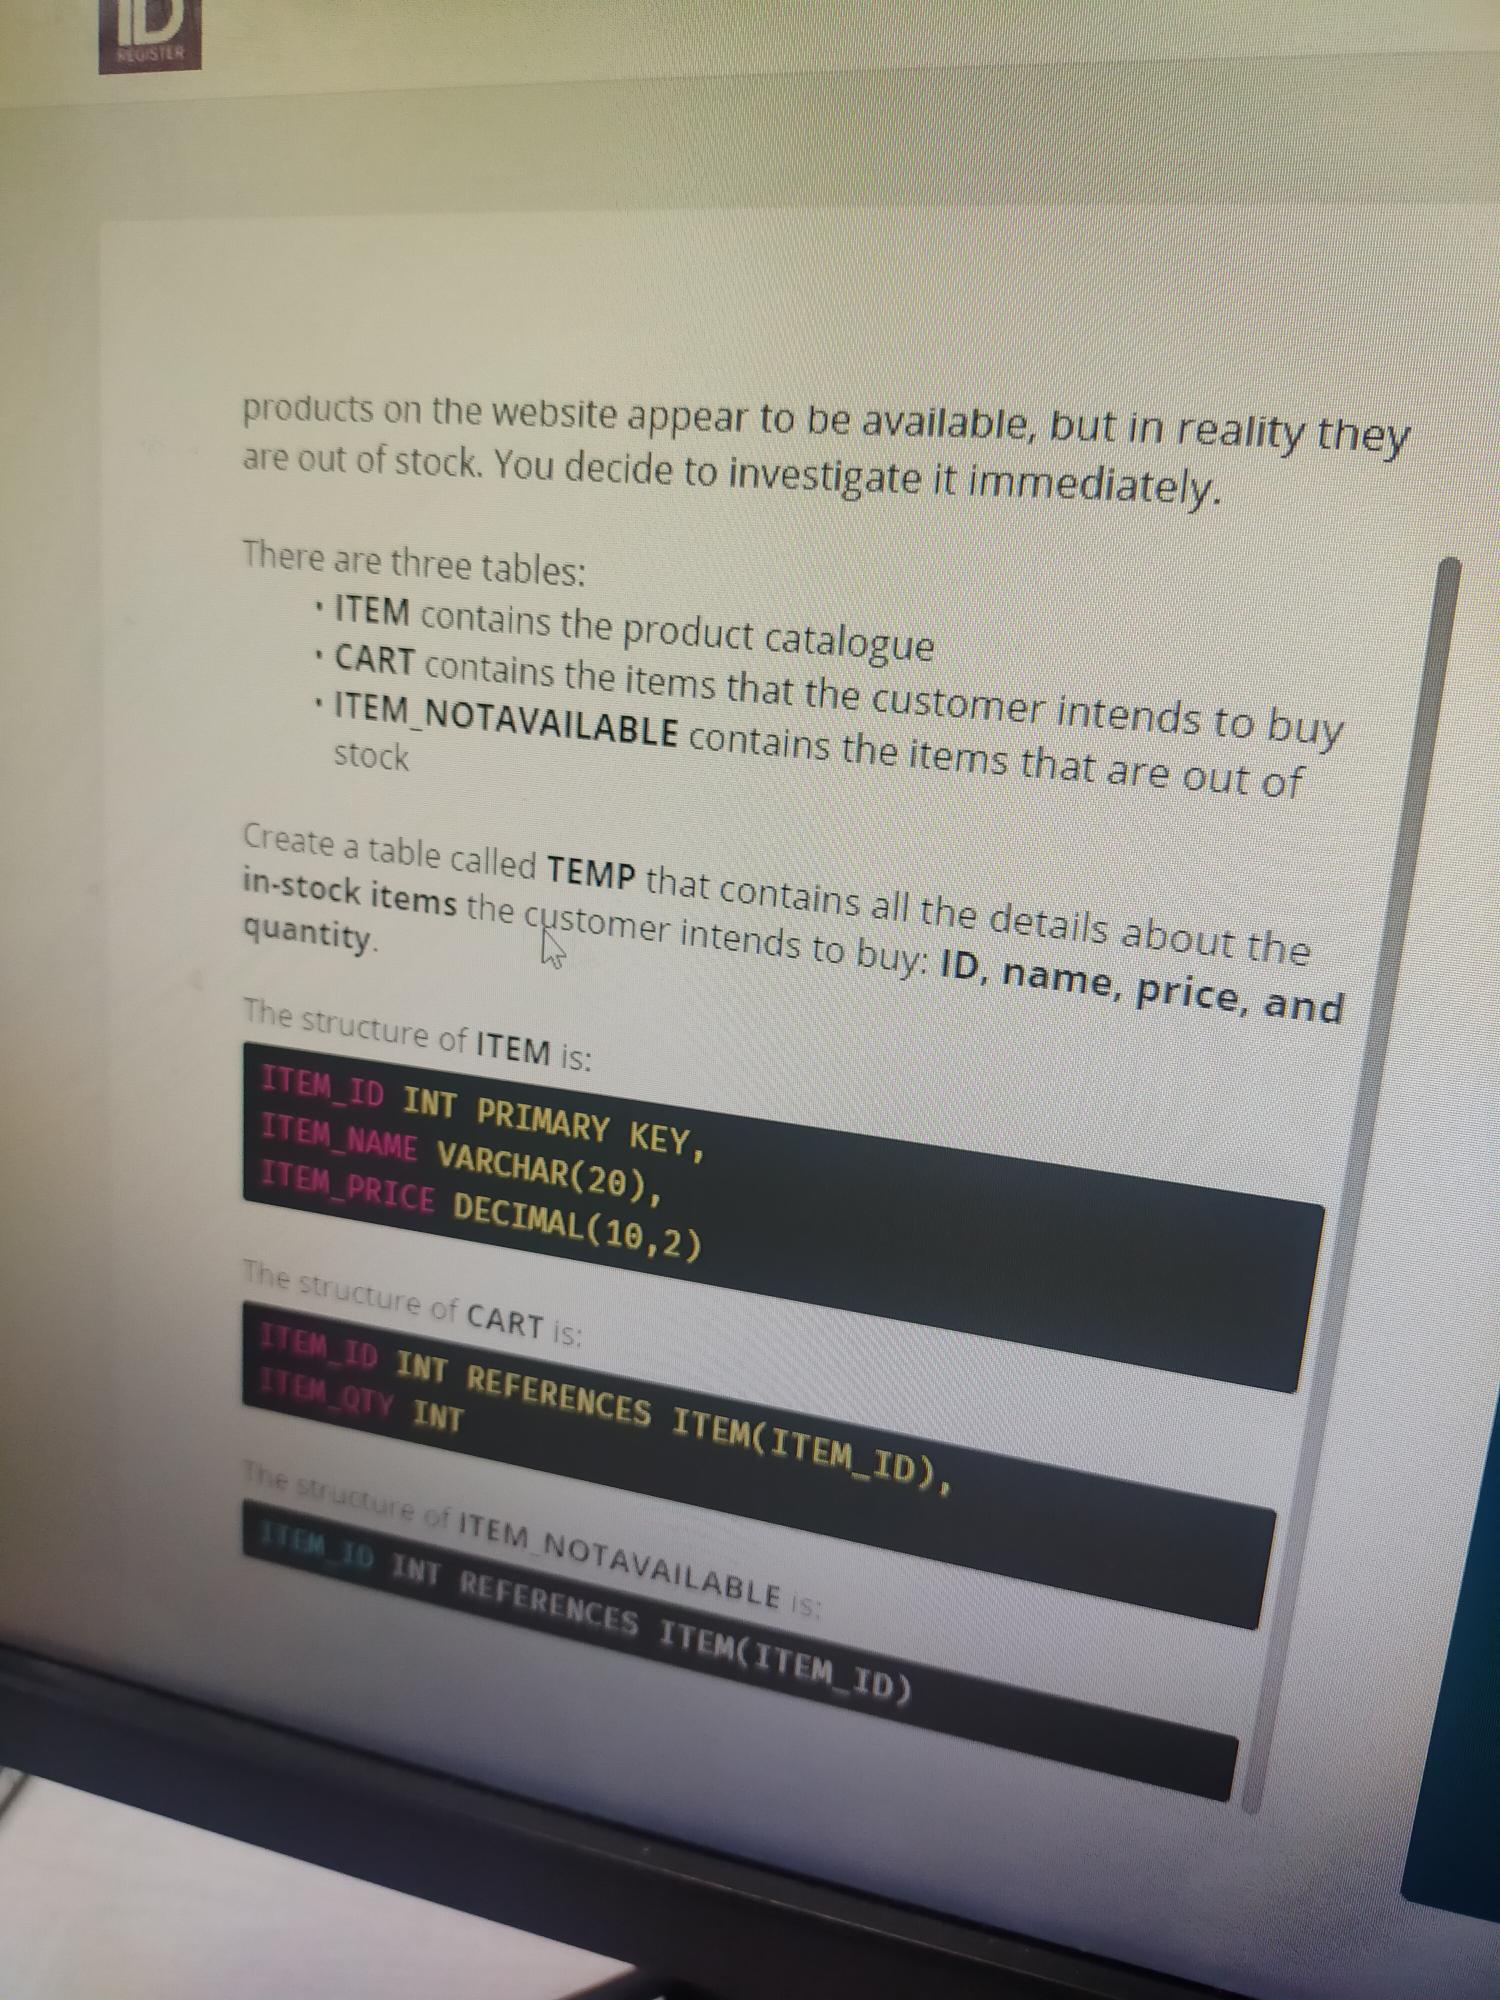 ID
REGISTER
products on the website appear to be available, but in reality they
are out of stock. You decide to investigate it immediately.
There are three tables:
• ITEM contains the product catalogue
• CART contains the items that the customer intends to buy
• ITEM_NOTAVAILABLE contains the items that are out of
stock
Create a table called TEMP that contains all the details about the
in-stock items the customer intends to buy: ID, name, price, and
quantity.
The structure of ITEM is:
ITEM_ID INT PRIMARY KEY,
ITEM_NAME VARCHAR(20),
ITEM_PRICE DECIMAL(10,2)
The structure of CART is:
ITEM_ID INT REFERENCES ITEM(ITEM_ID),
ITEM_QTY INT
The structure of ITEM_NOTAVAILABLE is:
ITEM_ID INT REFERENCES ITEM(ITEM_ID)